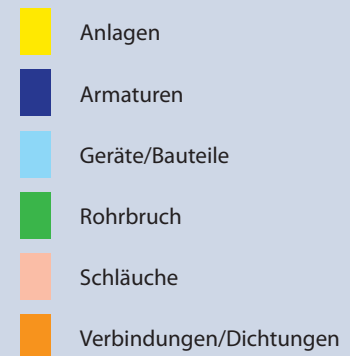 Anlagen
Armaturen
Geräte/Bauteile
Rohrbruch
Schläuche
Verbindungen/Dichtungen